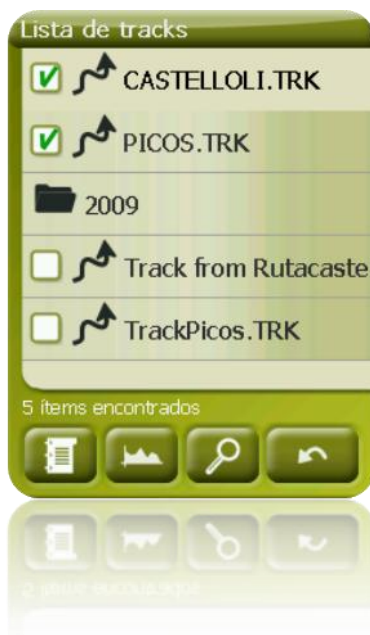 Lista de tracks
CASTELLOLI.TRK
PICOS.TRK
2009
Track from Rutacaste
TrackPicos.TRK
5 ítems encontrados